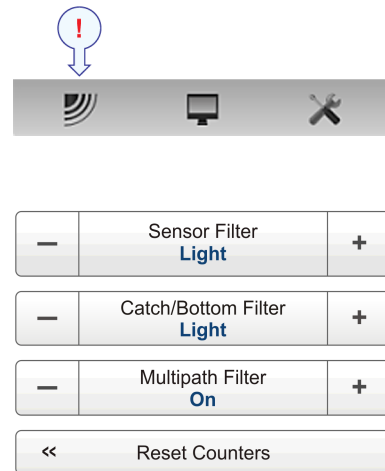 !
Sensor Filter
− Light +
Catch/Bottom Filter
− Light +
Multipath Filter
− On +
<< Reset Counters